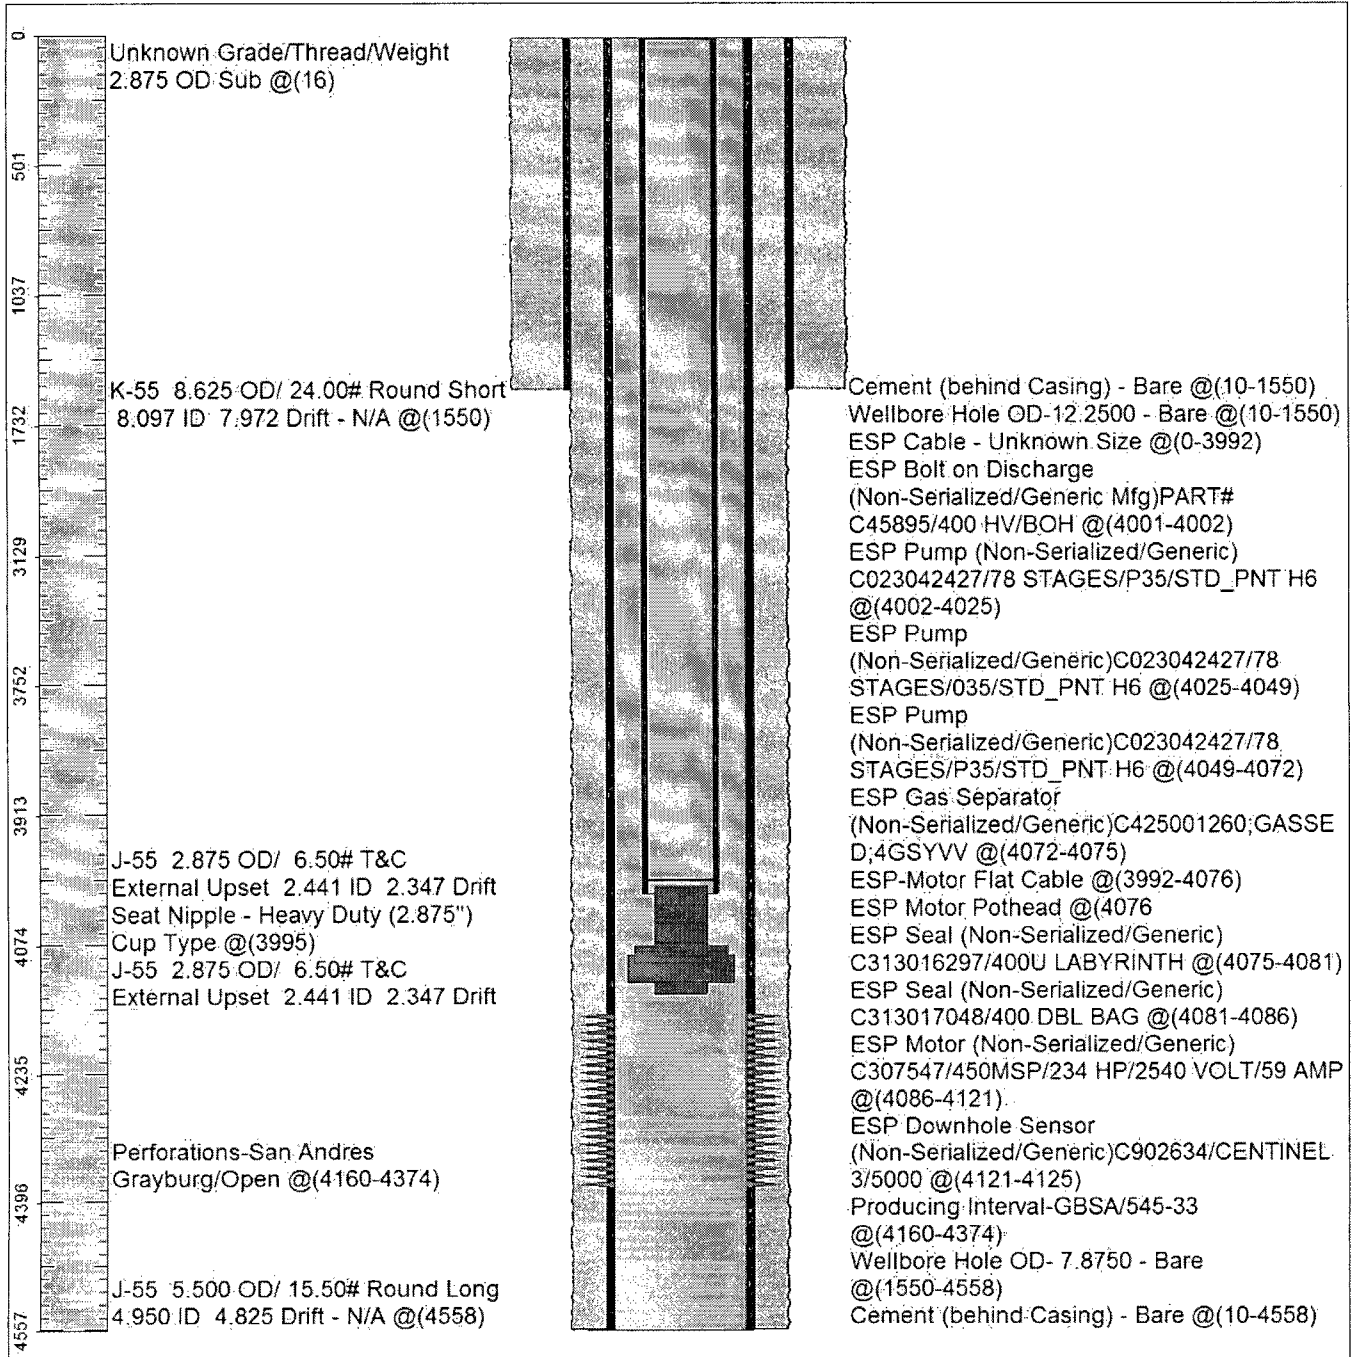 0
501
1037
1732
3129
3752
3913
4074
4235
4396
4557
Unknown Grade/Thread/Weight
2.875 OD Sub @(16)
K-55 8.625 OD/ 24.00# Round Short
8.097 ID 7.972 Drift - N/A @(1550)
J-55 2.875 OD/ 6.50# T&C
External Upset 2.441 ID 2.347 Drift
Seat Nipple - Heavy Duty (2.875")
Cup Type @(3995)
J-55 2.875 OD/ 6.50# T&C
External Upset 2.441 ID 2.347 Drift
Perforations-San Andres
Grayburg/Open @(4160-4374)
J-55 5.500 OD/ 15.50# Round Long
4.950 ID 4.825 Drift - N/A @(4558)
Cement (behind Casing) - Bare @(10-1550)
Wellbore Hole OD-12.2500 - Bare @(10-1550)
ESP Cable - Unknown Size @(0-3992)
ESP Bolt on Discharge
(Non-Serialized/Generic Mfg)PART#
C45895/400 HV/BOH @(4001-4002)
ESP Pump (Non-Serialized/Generic)
C023042427/78 STAGES/P35/STD_PNT H6
@(4002-4025)
ESP Pump
(Non-Serialized/Generic)C023042427/78
STAGES/035/STD_PNT H6 @(4025-4049)
ESP Pump
(Non-Serialized/Generic)C023042427/78
STAGES/P35/STD_PNT H6 @(4049-4072)
ESP Gas Separator
(Non-Serialized/Generic)C425001260;GASSE
D;4GSYVV @(4072-4075)
ESP-Motor Flat Cable @(3992-4076)
ESP Motor Pothead @(4076
ESP Seal (Non-Serialized/Generic)
C313016297/400U LABYRINTH @(4075-4081)
ESP Seal (Non-Serialized/Generic)
C313017048/400 DBL BAG @(4081-4086)
ESP Motor (Non-Serialized/Generic)
C307547/450MSP/234 HP/2540 VOLT/59 AMP
@(4086-4121)
ESP Downhole Sensor
(Non-Serialized/Generic)C902634/CENTINEL
3/5000 @(4121-4125)
Producing Interval-GBSA/545-33
@(4160-4374)
Wellbore Hole OD- 7.8750 - Bare
@(1550-4558)
Cement (behind Casing) - Bare @(10-4558)